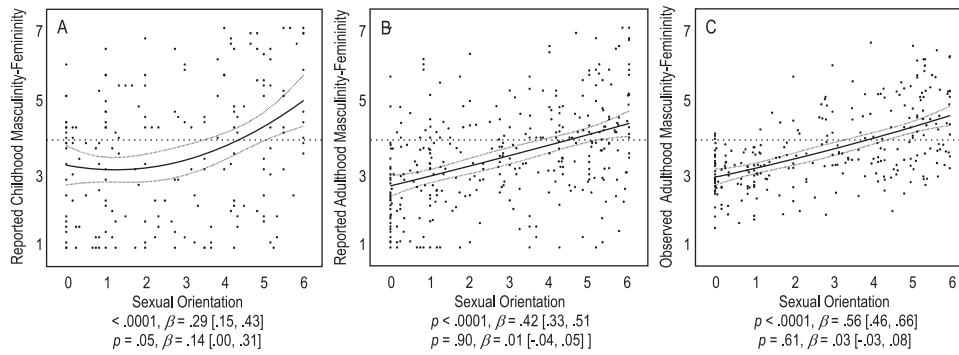 A
B
C
Reported Childhood Masculinity-Femininity
Reported Adulthood Masculinity-Femininity
Observed Adulthood Masculinity-Femininity
7
5
3
1
7
5
3
1
7
5
3
1
0 1 2 3 4 5 6
0 1 2 3 4 5 6
0 1 2 3 4 5 6
Sexual Orientation
Sexual Orientation
Sexual Orientation
< .0001, β = .29 [.15, .43]
p = .05, β = .14 [.00, .31]
p < .0001, β = .42 [.33, .51
p = .90, β = .01 [-.04, .05] ]
p < .0001, β = .56 [.46, .66]
p = .61, β = .03 [-.03, .08]